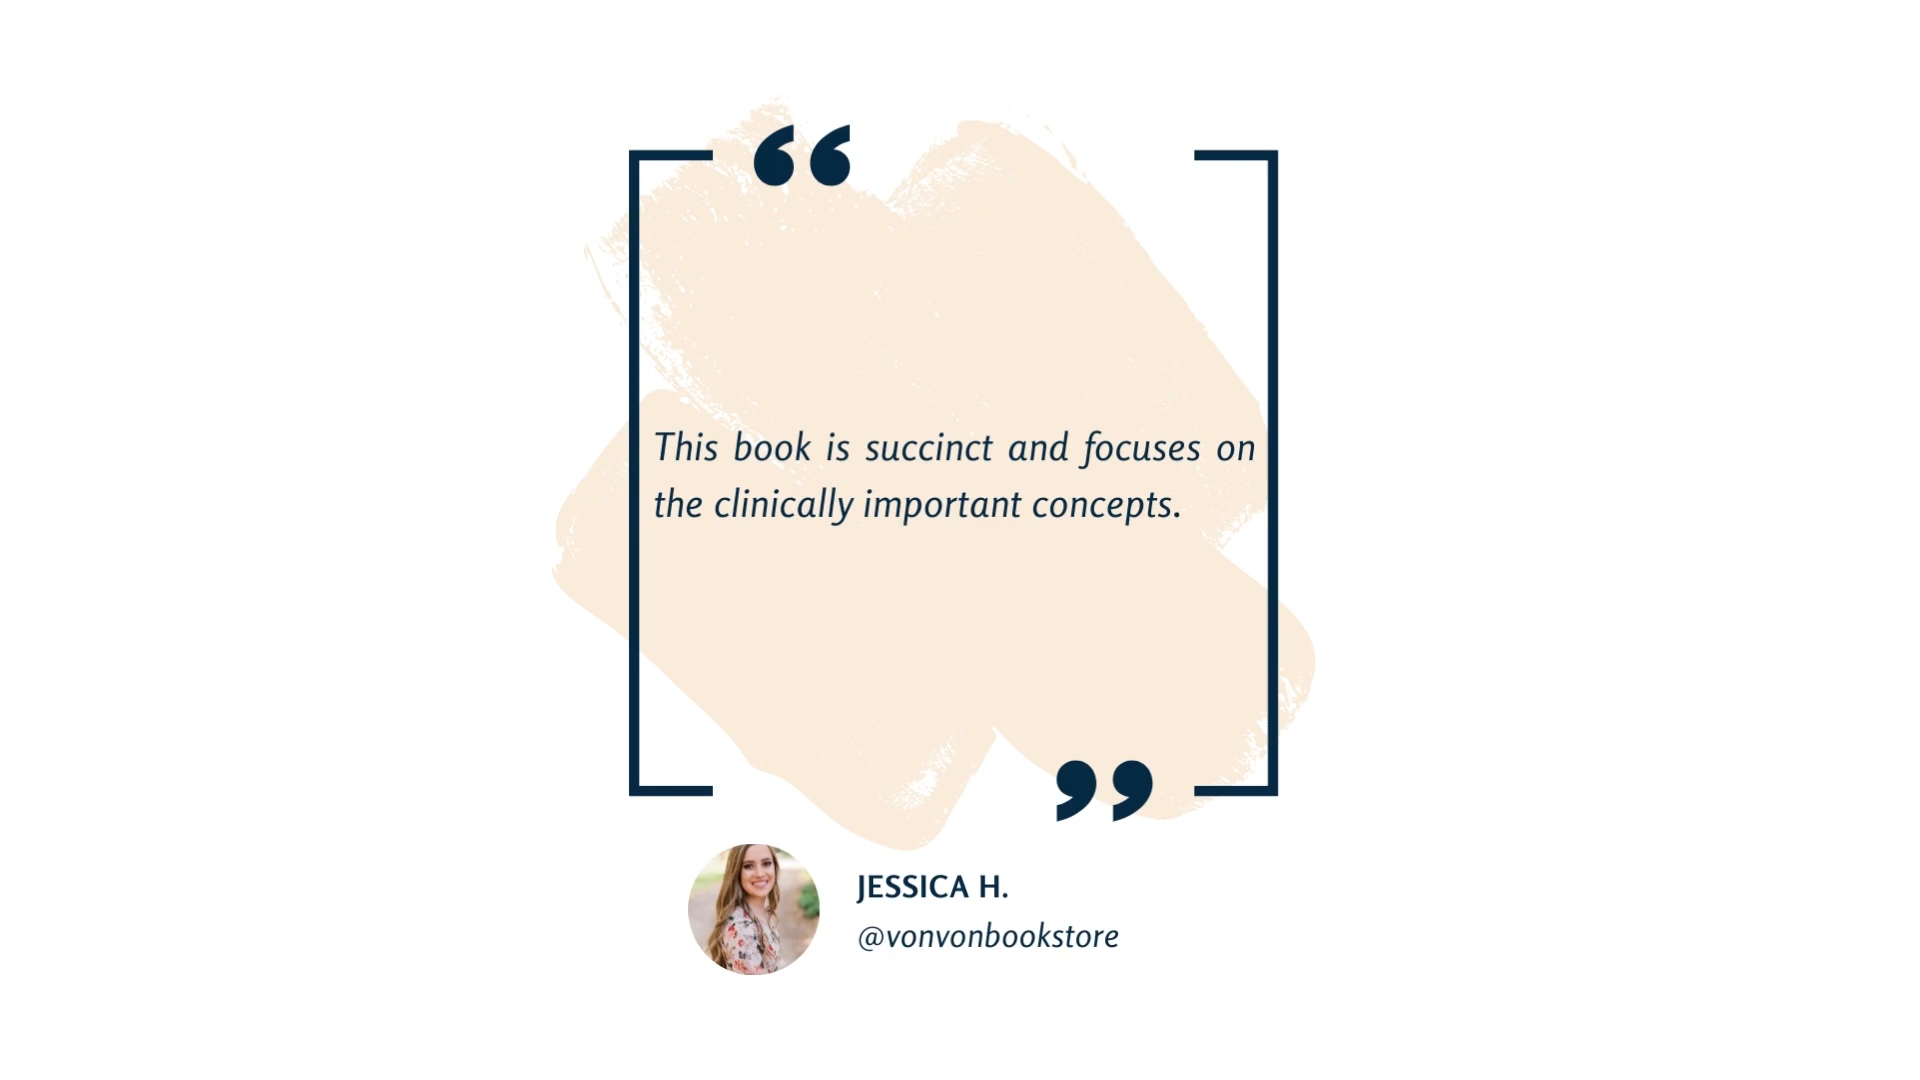 “
This book is succinct and focuses on
the clinically important concepts.
”
JESSICA H.
@vonvonbookstore